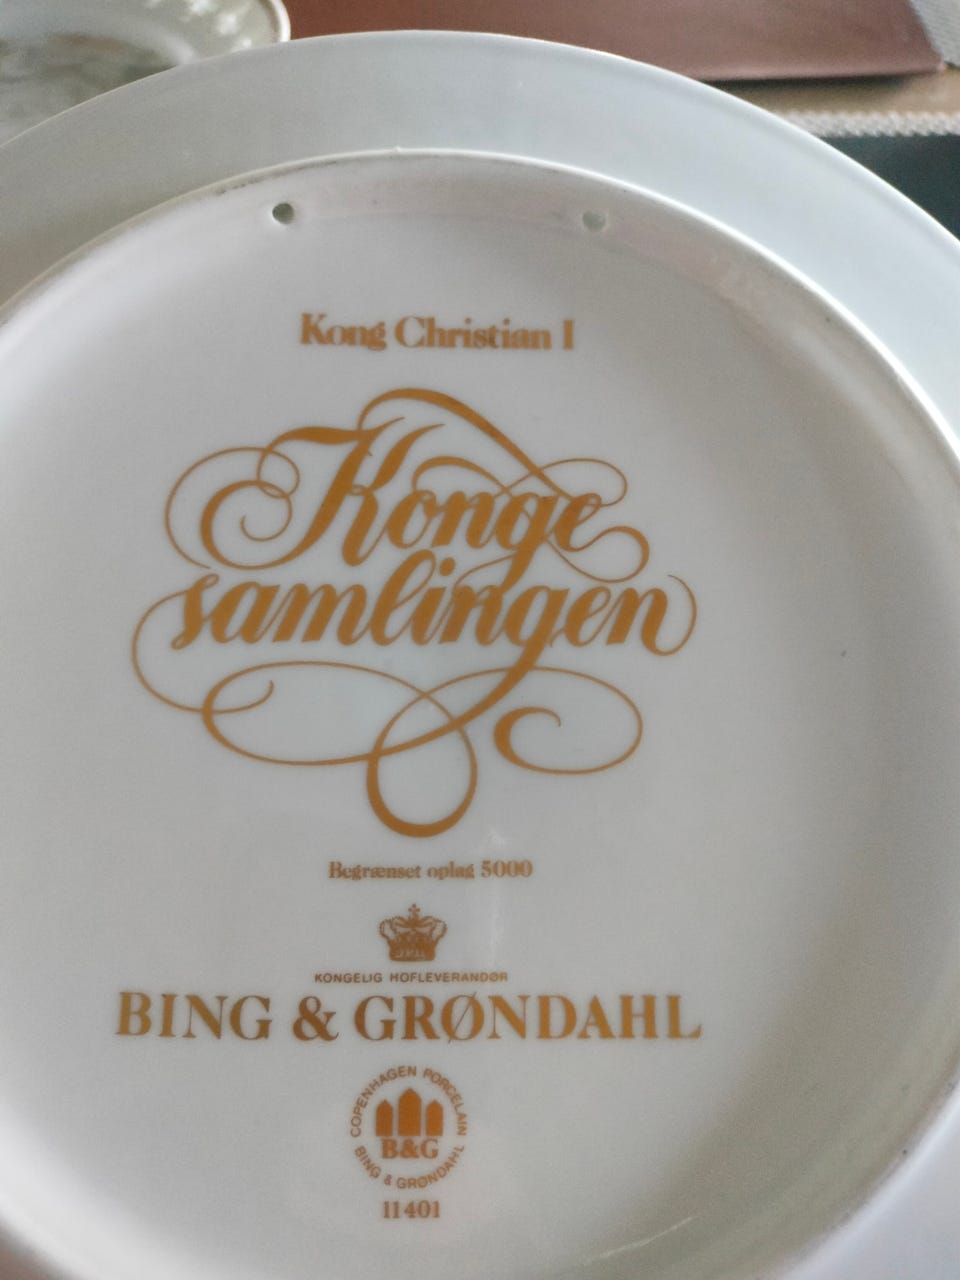 Kong Christian I
Konge
samlingen
Begrænset oplag 5000
KONGELIG HOFLEVERANDØR
BING & GRØNDAHL
COPENHAGEN PORCELAIN
B&G
BING & GRØNDAHL
11401